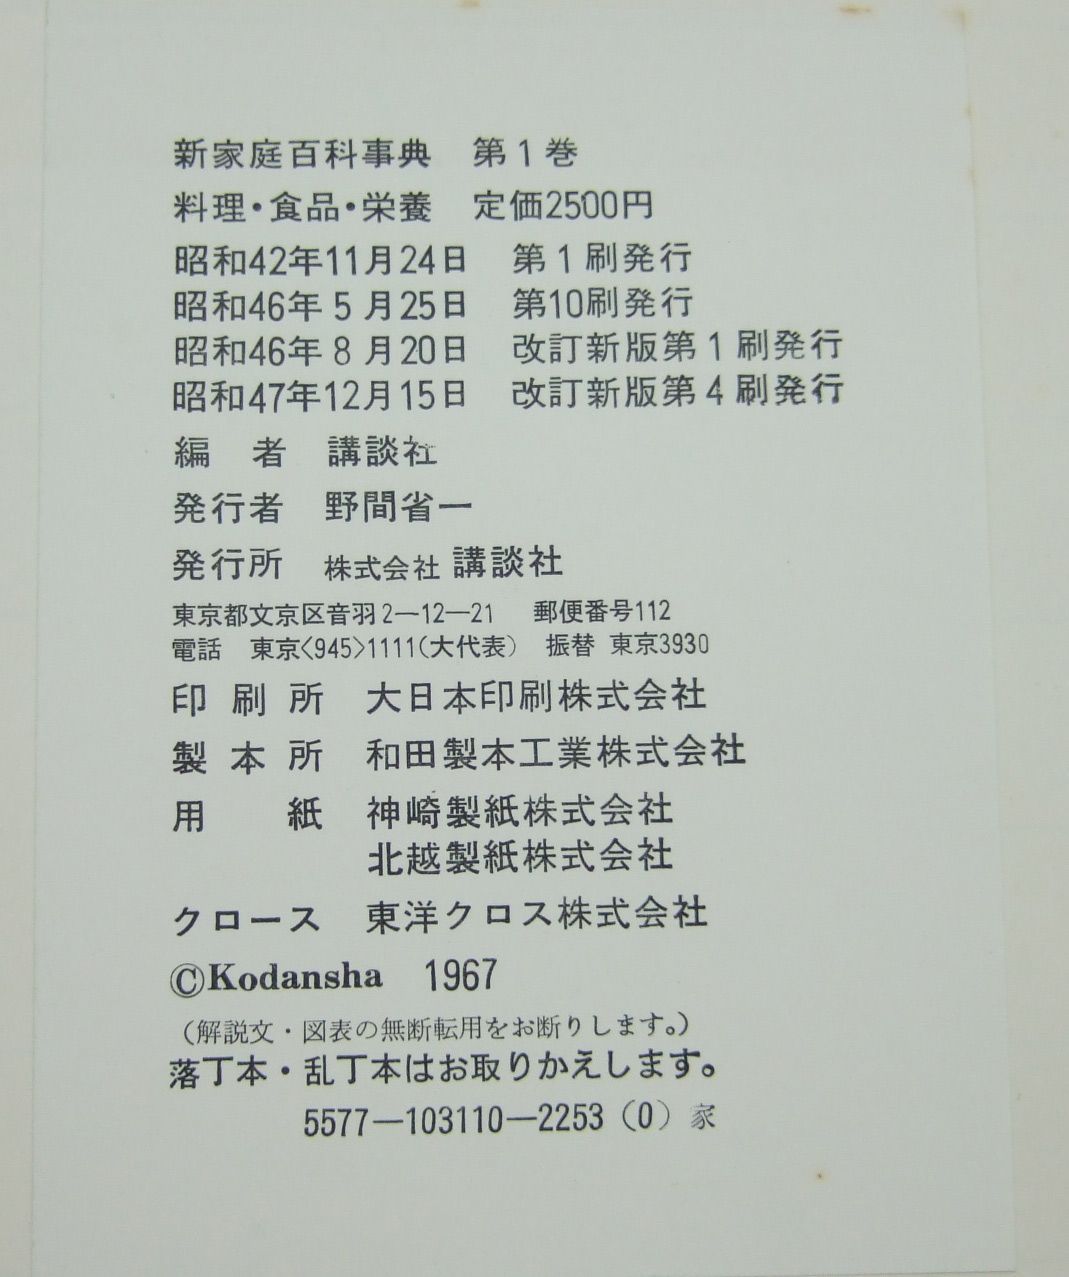 新家庭百科事典　第1巻
料理・食品・栄養　定価2500円
昭和42年11月24日　第1刷発行
昭和46年5月25日　第10刷発行
昭和46年8月20日　改訂新版第1刷発行
昭和47年12月15日　改訂新版第4刷発行
編　者　講談社
発行者　野間省一
発行所　株式会社 講談社
東京都文京区音羽2—12—21　郵便番号112
電話　東京〈945〉1111(大代表)　振替 東京3930
印刷所　大日本印刷株式会社
製本所　和田製本工業株式会社
用　紙　神崎製紙株式会社
北越製紙株式会社
クロース　東洋クロス株式会社
©Kodansha　1967
（解説文・図表の無断転用をお断りします。）
落丁本・乱丁本はお取りかえします。
5577—103110—2253（0）家